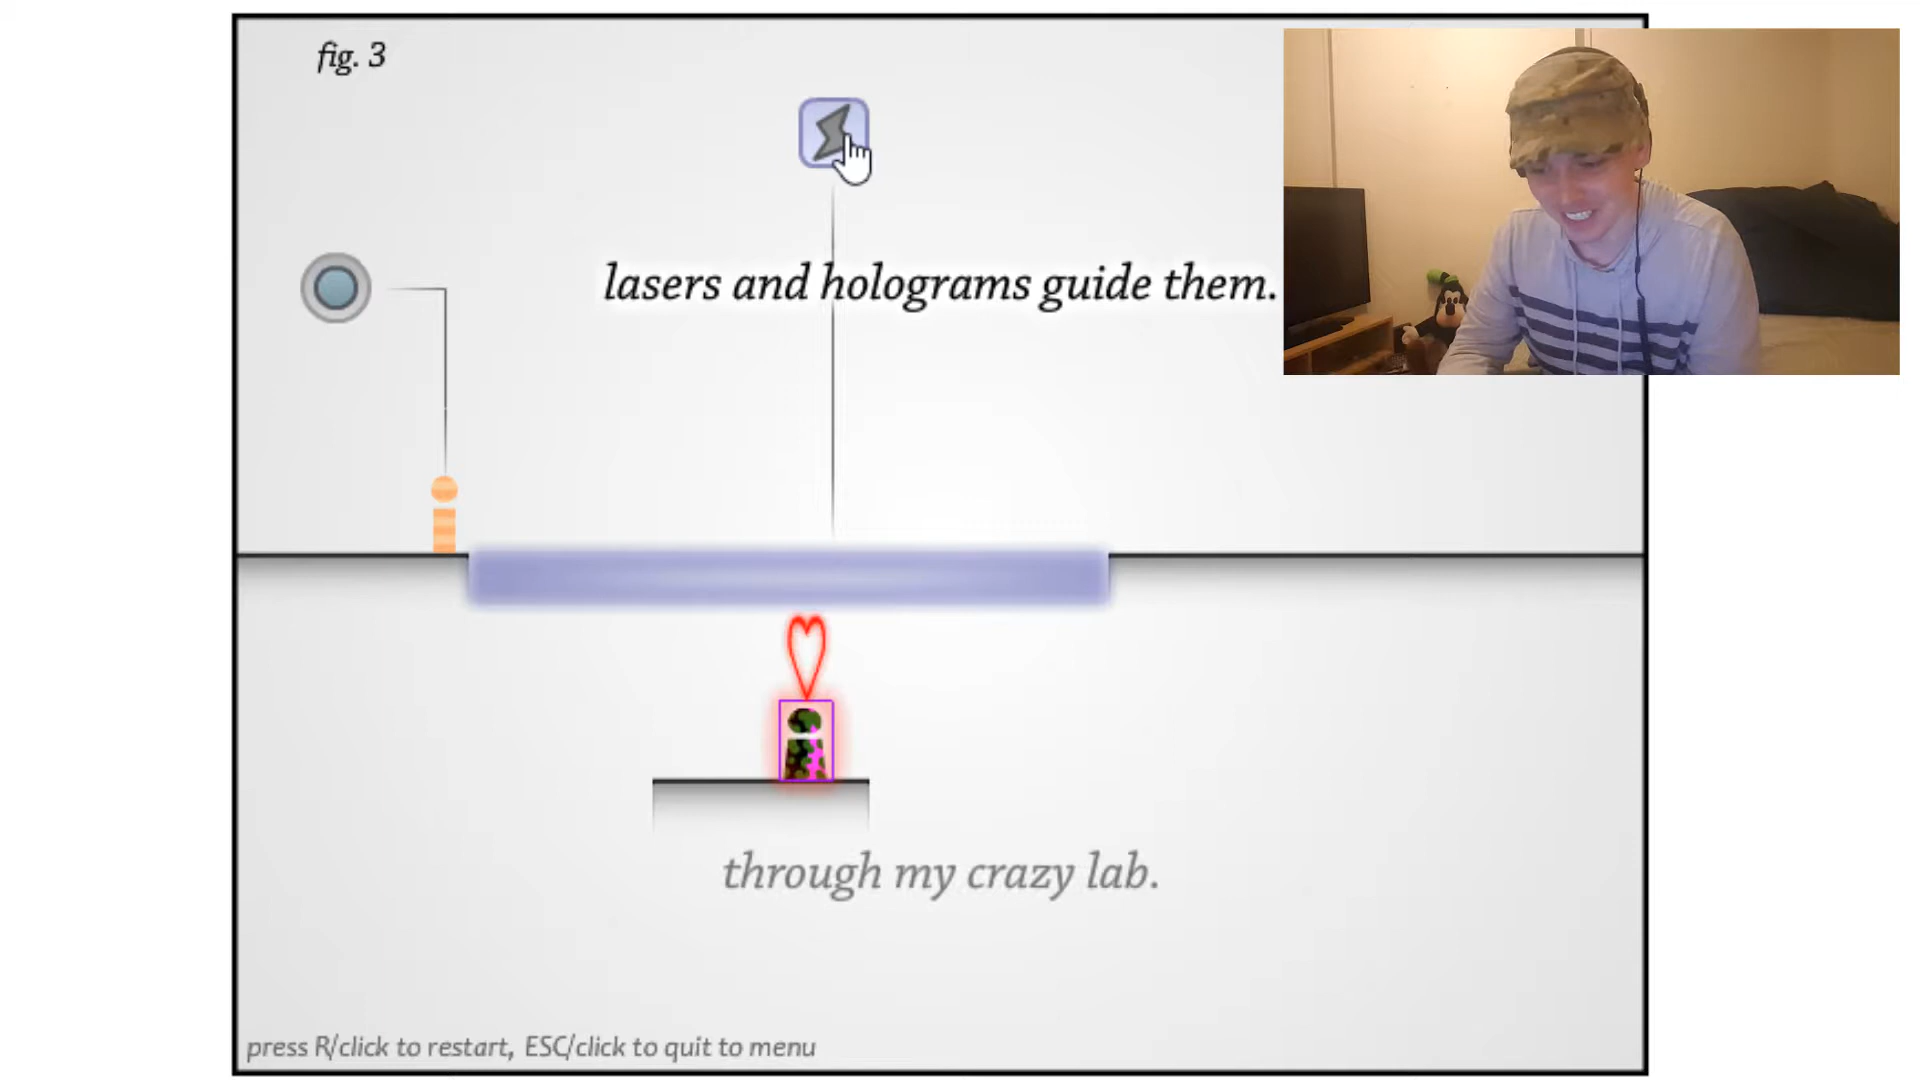 fig. 3
lasers and holograms guide them.
through my crazy lab.
press R/click to restart, ESC/click to quit to menu